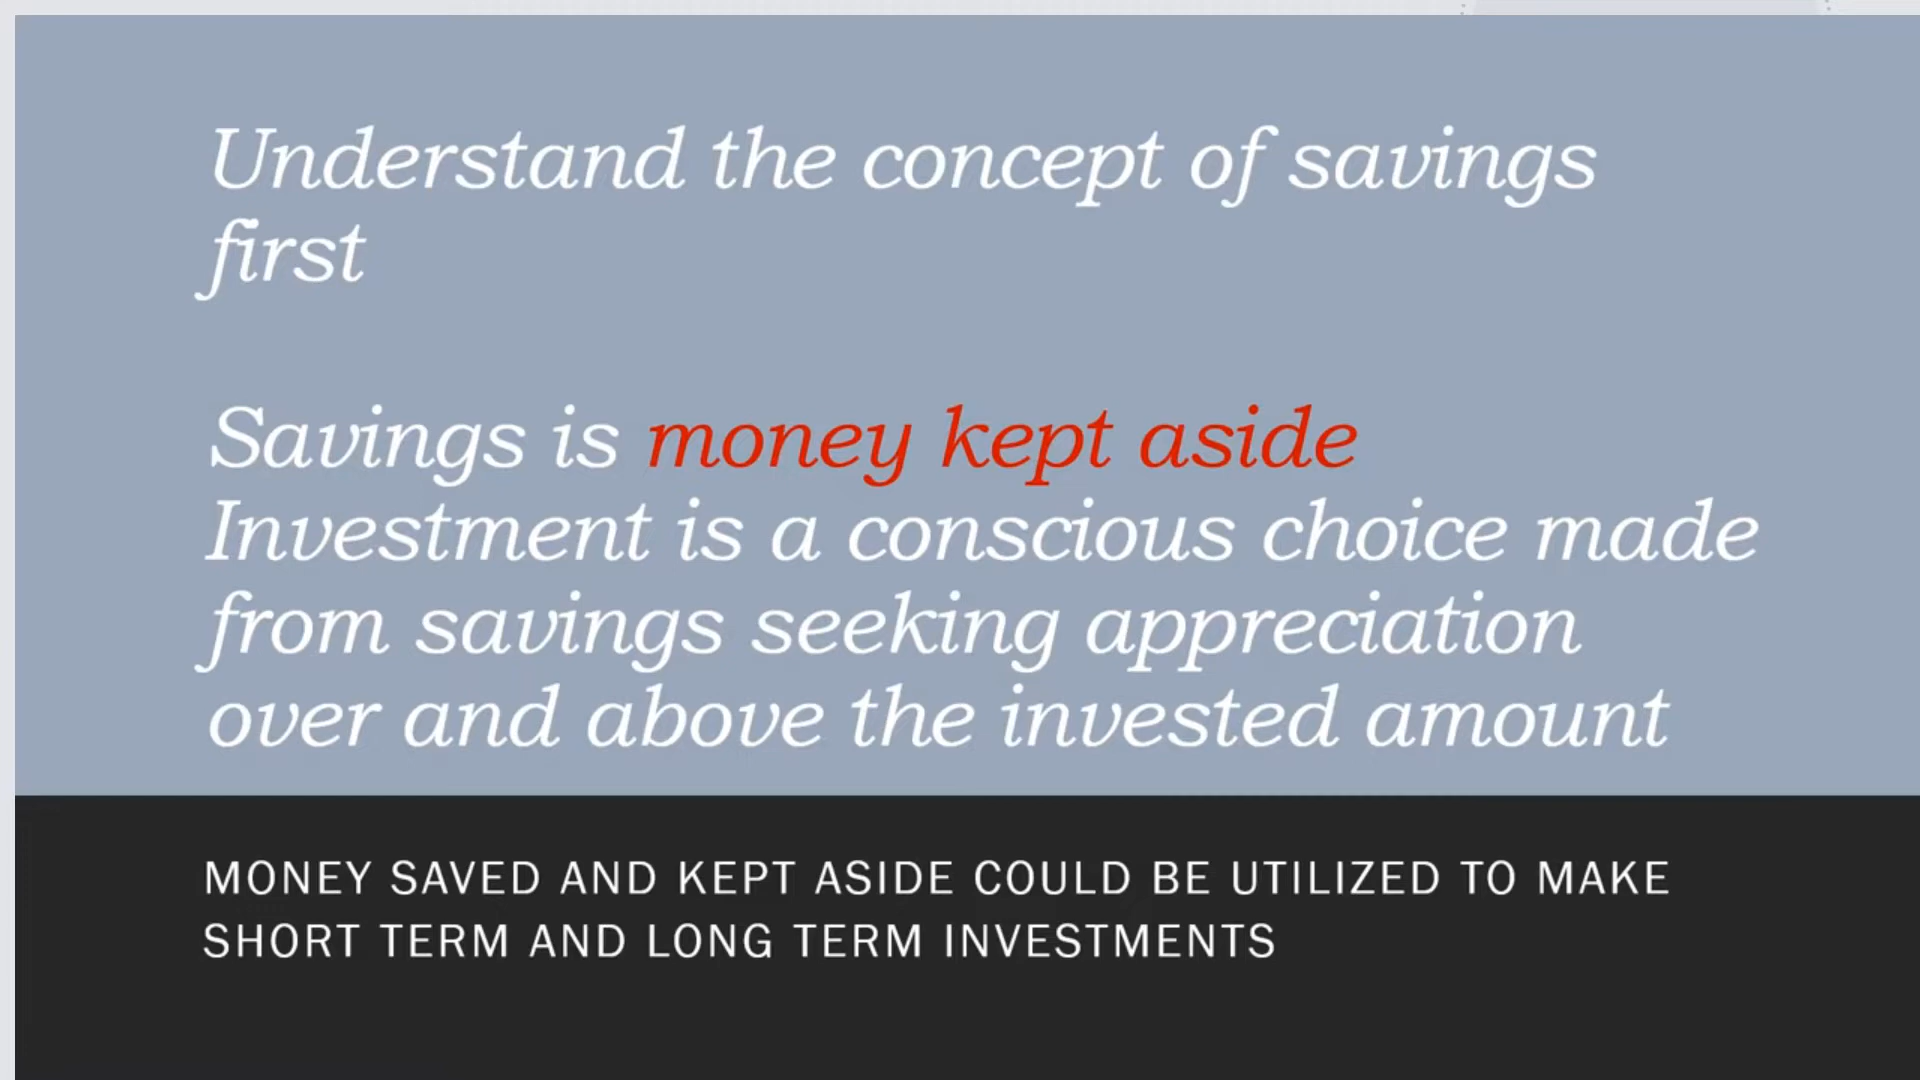 Understand the concept of savings
first
Savings is money kept aside
Investment is a conscious choice made
from savings seeking appreciation
over and above the invested amount
MONEY SAVED AND KEPT ASIDE COULD BE UTILIZED TO MAKE
SHORT TERM AND LONG TERM INVESTMENTS